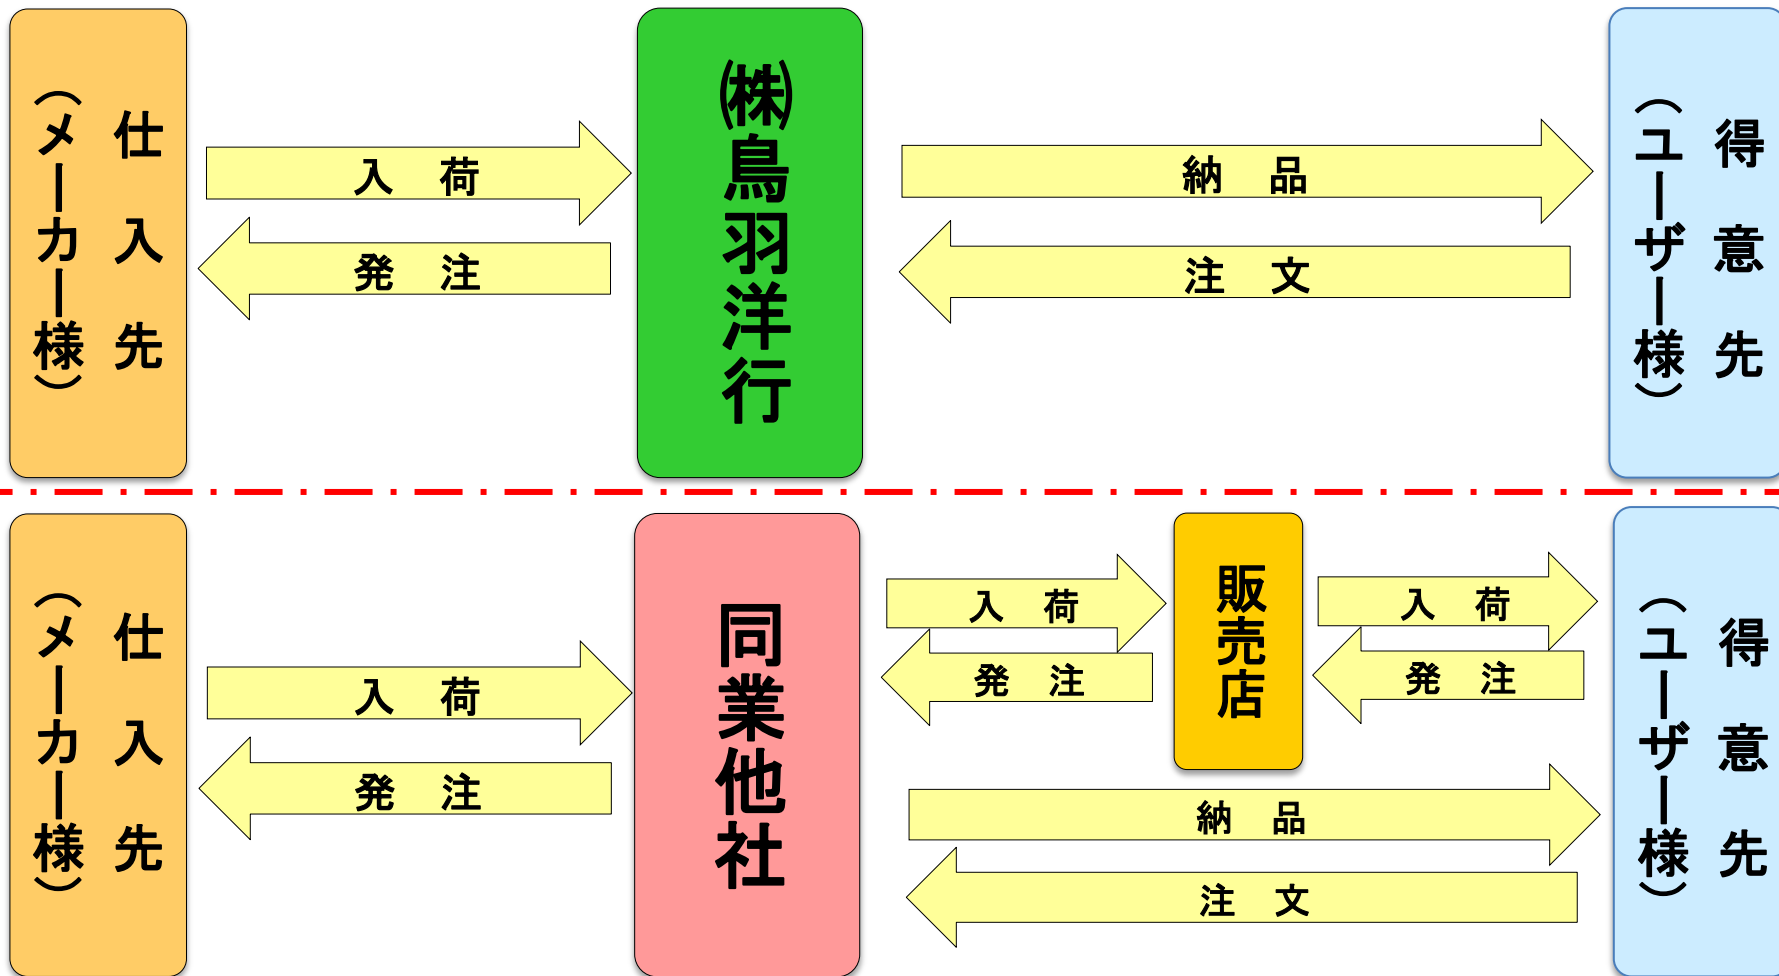 仕入先
(メーカー様)
入荷
発注
㈱鳥羽洋行
納品
注文
得意先
(ユーザー様)
仕入先
(メーカー様)
入荷
発注
同業他社
入荷
発注
販売店
入荷
発注
納品
注文
得意先
(ユーザー様)